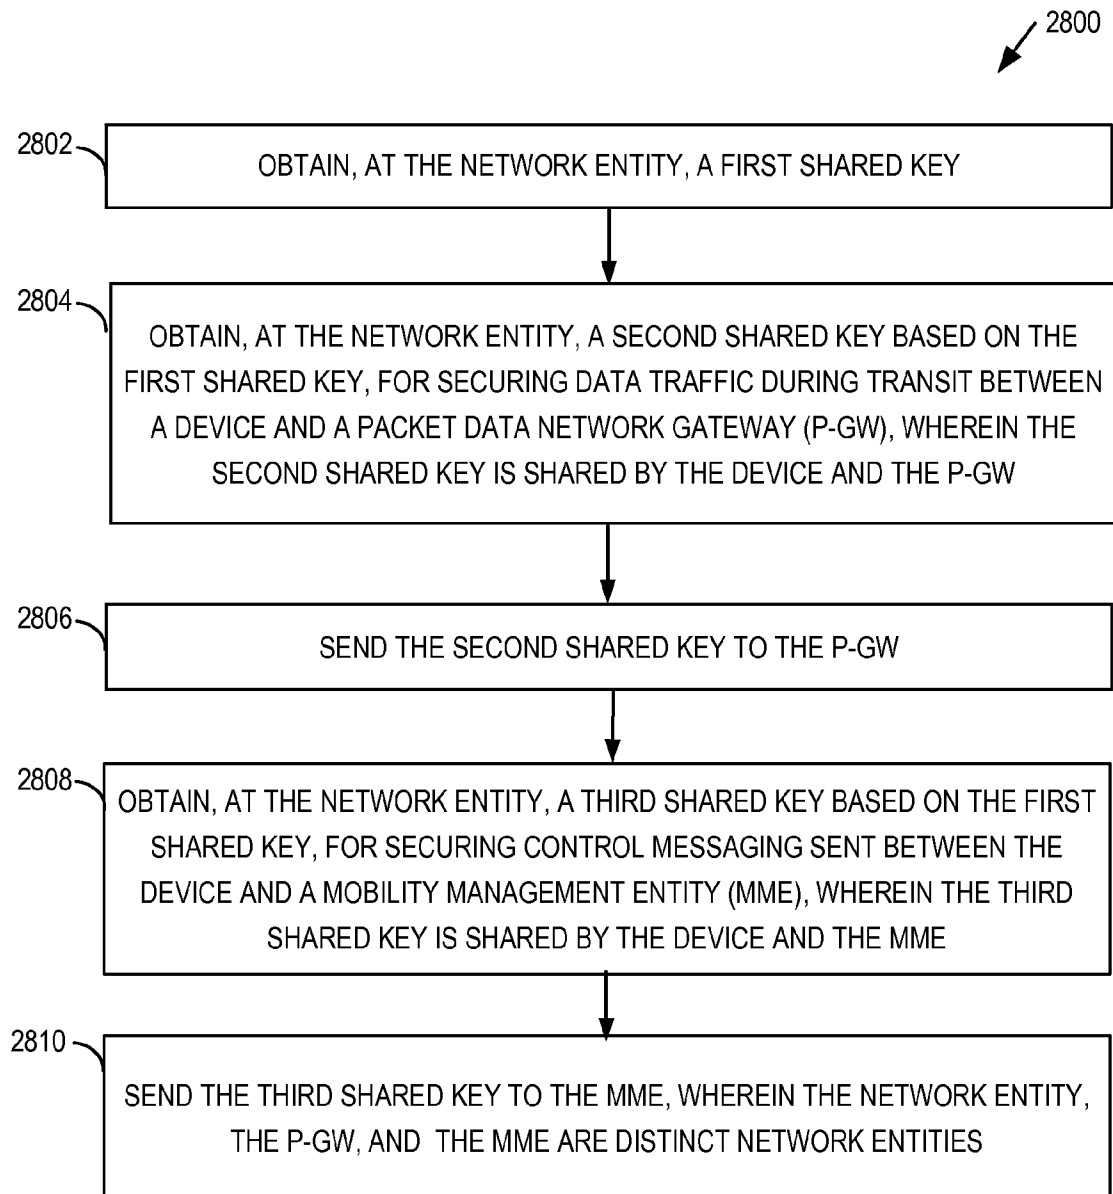 2800
2802
OBTAIN, AT THE NETWORK ENTITY, A FIRST SHARED KEY
2804
OBTAIN, AT THE NETWORK ENTITY, A SECOND SHARED KEY BASED ON THE
FIRST SHARED KEY, FOR SECURING DATA TRAFFIC DURING TRANSIT BETWEEN
A DEVICE AND A PACKET DATA NETWORK GATEWAY (P-GW), WHEREIN THE
SECOND SHARED KEY IS SHARED BY THE DEVICE AND THE P-GW
2806
SEND THE SECOND SHARED KEY TO THE P-GW
2808
OBTAIN, AT THE NETWORK ENTITY, A THIRD SHARED KEY BASED ON THE FIRST
SHARED KEY, FOR SECURING CONTROL MESSAGING SENT BETWEEN THE
DEVICE AND A MOBILITY MANAGEMENT ENTITY (MME), WHEREIN THE THIRD
SHARED KEY IS SHARED BY THE DEVICE AND THE MME
2810
SEND THE THIRD SHARED KEY TO THE MME, WHEREIN THE NETWORK ENTITY,
THE P-GW, AND THE MME ARE DISTINCT NETWORK ENTITIES